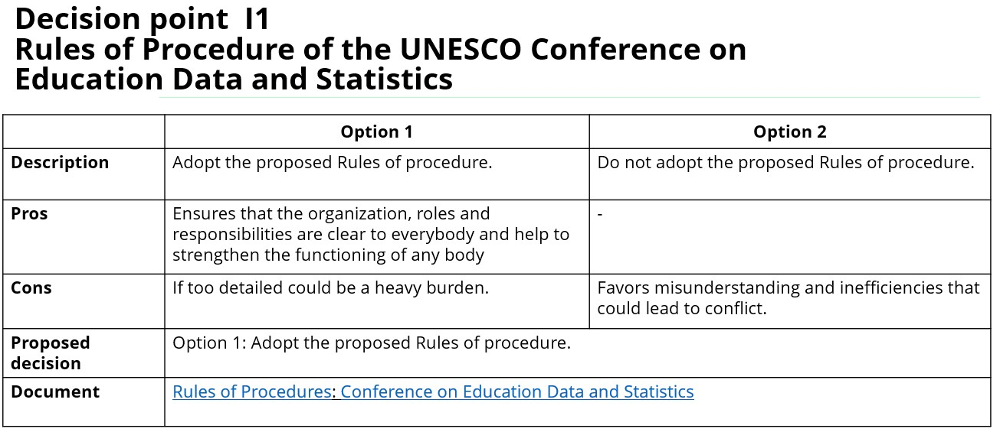 Decision point  I1
Rules of Procedure of the UNESCO Conference on
Education Data and Statistics
Option 1
Option 2
Description
Adopt the proposed Rules of procedure.
Do not adopt the proposed Rules of procedure.
Pros
Ensures that the organization, roles and
responsibilities are clear to everybody and help to
strengthen the functioning of any body
-
Cons
If too detailed could be a heavy burden.
Favors misunderstanding and inefficiencies that
could lead to conflict.
Proposed
decision
Option 1: Adopt the proposed Rules of procedure.
Document
Rules of Procedures: Conference on Education Data and Statistics